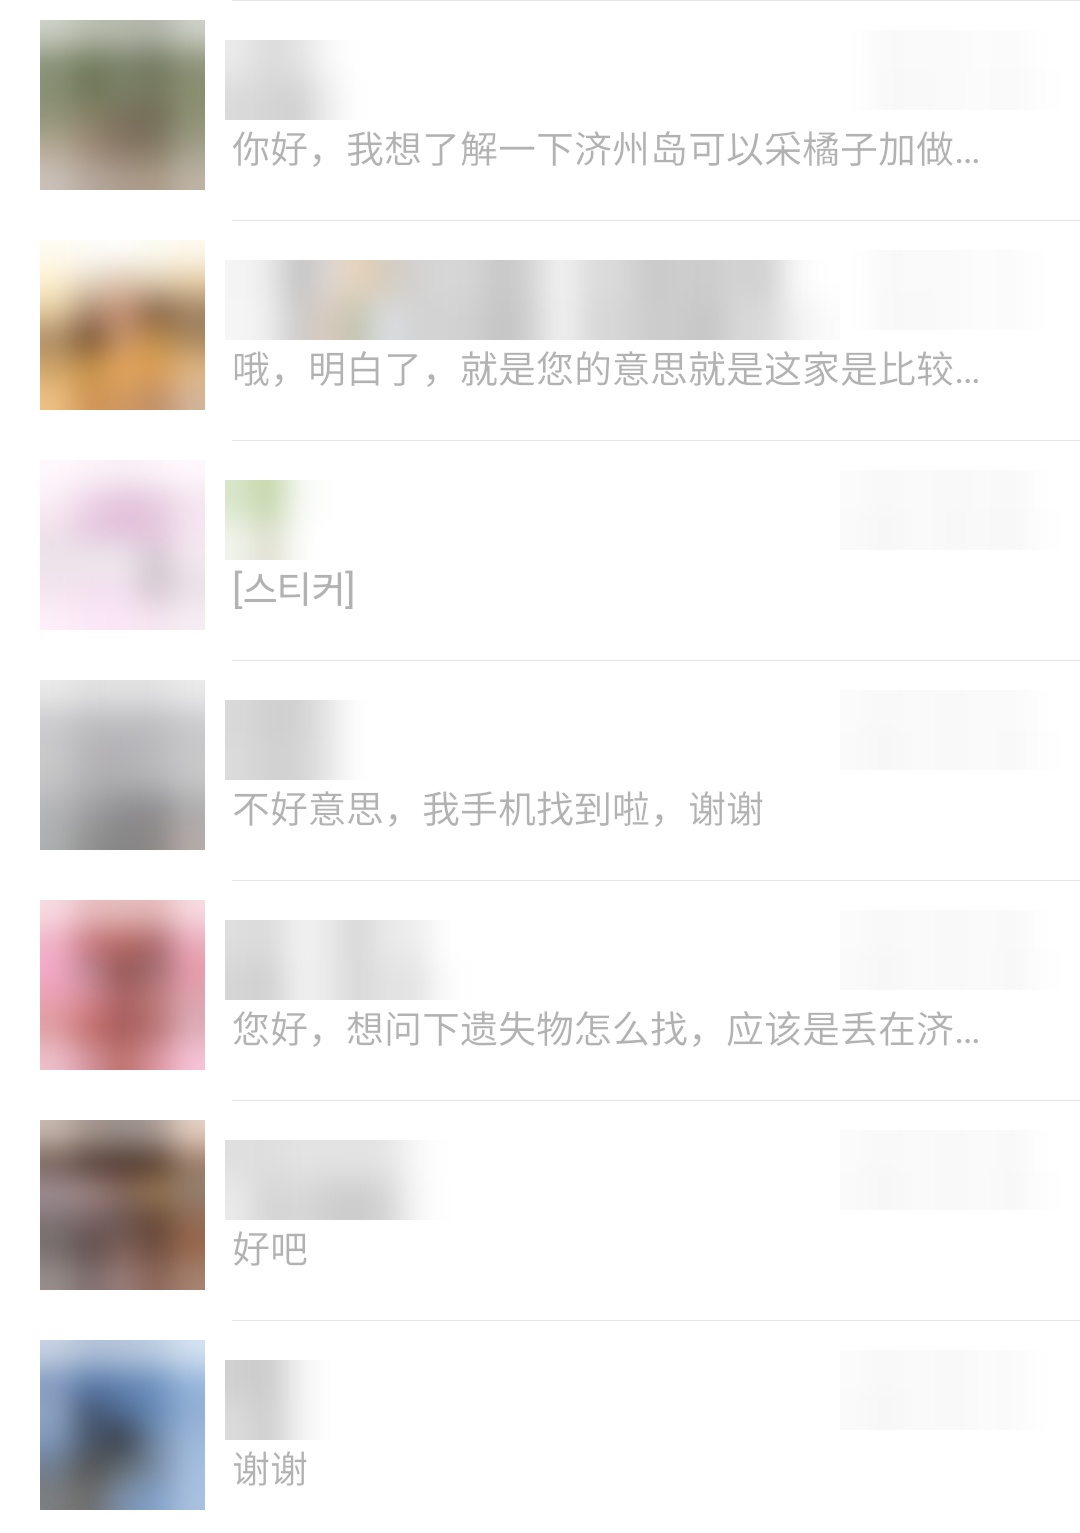 你好，我想了解一下济州岛可以采橘子加做...
哦，明白了，就是您的意思就是这家是比较...
[스티커]
不好意思，我手机找到啦，谢谢
您好，想问下遗失物怎么找，应该是丢在济...
好吧
谢谢